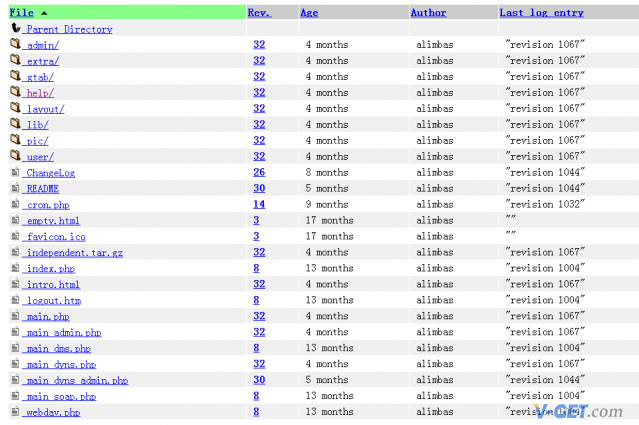 File Rev. Age Author Last log entry
Parent Directory
admin/ 32 4 months alimbas "revision 1067"
extra/ 32 4 months alimbas "revision 1067"
gtab/ 32 4 months alimbas "revision 1067"
help/ 32 4 months alimbas "revision 1067"
layout/ 32 4 months alimbas "revision 1067"
lib/ 32 4 months alimbas "revision 1067"
pic/ 32 4 months alimbas "revision 1067"
user/ 32 4 months alimbas "revision 1067"
ChangeLog 26 8 months alimbas "revision 1044"
README 30 5 months alimbas "revision 1044"
cron.php 14 9 months alimbas "revision 1032"
empty.html 3 17 months alimbas ""
favicon.ico 3 17 months alimbas ""
independent.tar.gz 32 4 months alimbas "revision 1067"
index.php 8 13 months alimbas "revision 1004"
intro.html 32 4 months alimbas "revision 1067"
logout.htm 8 13 months alimbas "revision 1004"
main.php 32 4 months alimbas "revision 1067"
main_admin.php 32 4 months alimbas "revision 1067"
main_dms.php 8 13 months alimbas "revision 1004"
main_dyns.php 32 4 months alimbas "revision 1067"
main_dyns_admin.php 30 5 months alimbas "revision 1044"
main_soap.php 8 13 months alimbas "revision 1004"
webdav.php 8 13 months alimbas "revision 1004"
V-GET.com